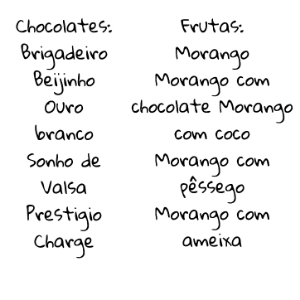 Chocolates:
Brigadeiro
Beijinho
Ouro
branco
Sonho de
Valsa
Prestigio
Charge
Frutas:
Morango
Morango com
chocolate Morango
com coco
Morango com
pêssego
Morango com
ameixa